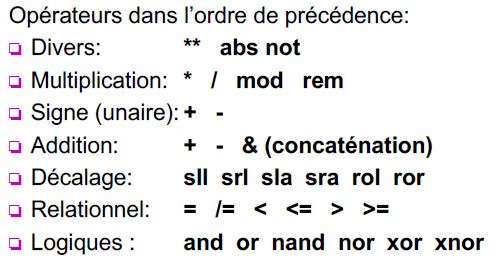 Opérateurs dans l’ordre de précédence:
❑ Divers: ** abs not
❑ Multiplication: * / mod rem
❑ Signe (unaire): + -
❑ Addition: + - & (concaténation)
❑ Décalage: sll srl sla sra rol ror
❑ Relationnel: = /= < <= > >=
❑ Logiques : and or nand nor xor xnor